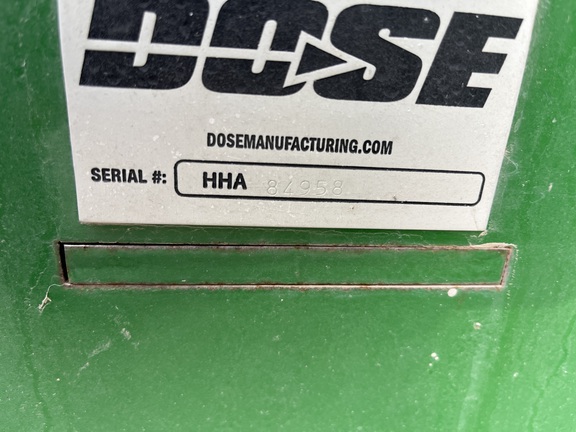 DOSE
DOSEMANUFACTURING.COM
SERIAL #: HHA 84958